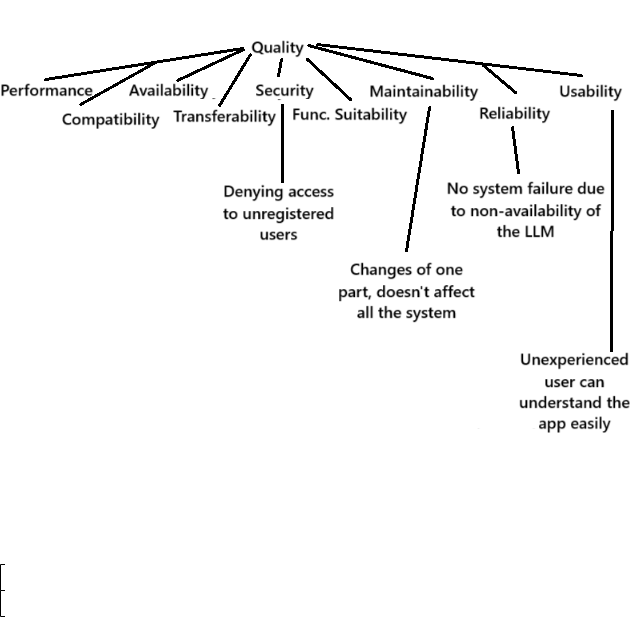 Quality
Performance
Availability
Security
Maintainability
Usability
Compatibility
Transferability
Func. Suitability
Reliability
Denying access
to unregistered
users
No system failure due
to non-availability of
the LLM
Changes of one
part, doesn't affect
all the system
Unexperienced
user can
understand the
app easily